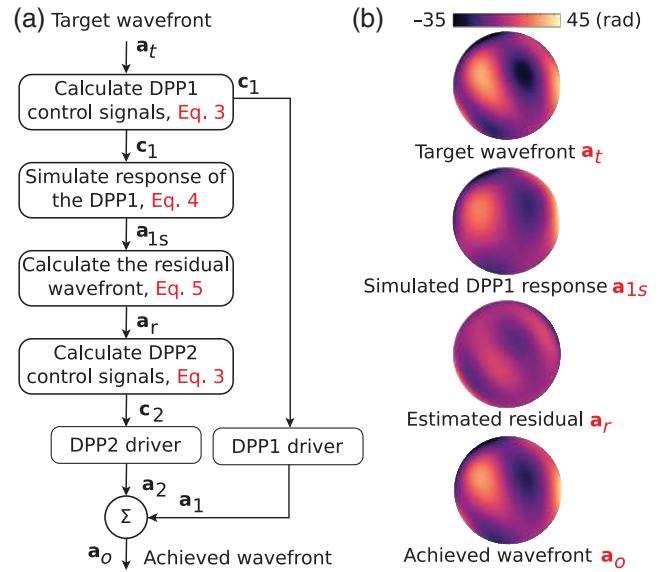 (a) Target wavefront
a_t
Calculate DPP1
control signals, Eq. 3
c_1
c_1
Simulate response of
the DPP1, Eq. 4
a_1s
Calculate the residual
wavefront, Eq. 5
a_r
Calculate DPP2
control signals, Eq. 3
c_2
DPP2 driver
DPP1 driver
a_2
a_1
Σ
a_o
Achieved wavefront
(b)
–35 45 (rad)
Target wavefront a_t
Simulated DPP1 response a_1s
Estimated residual a_r
Achieved wavefront a_o